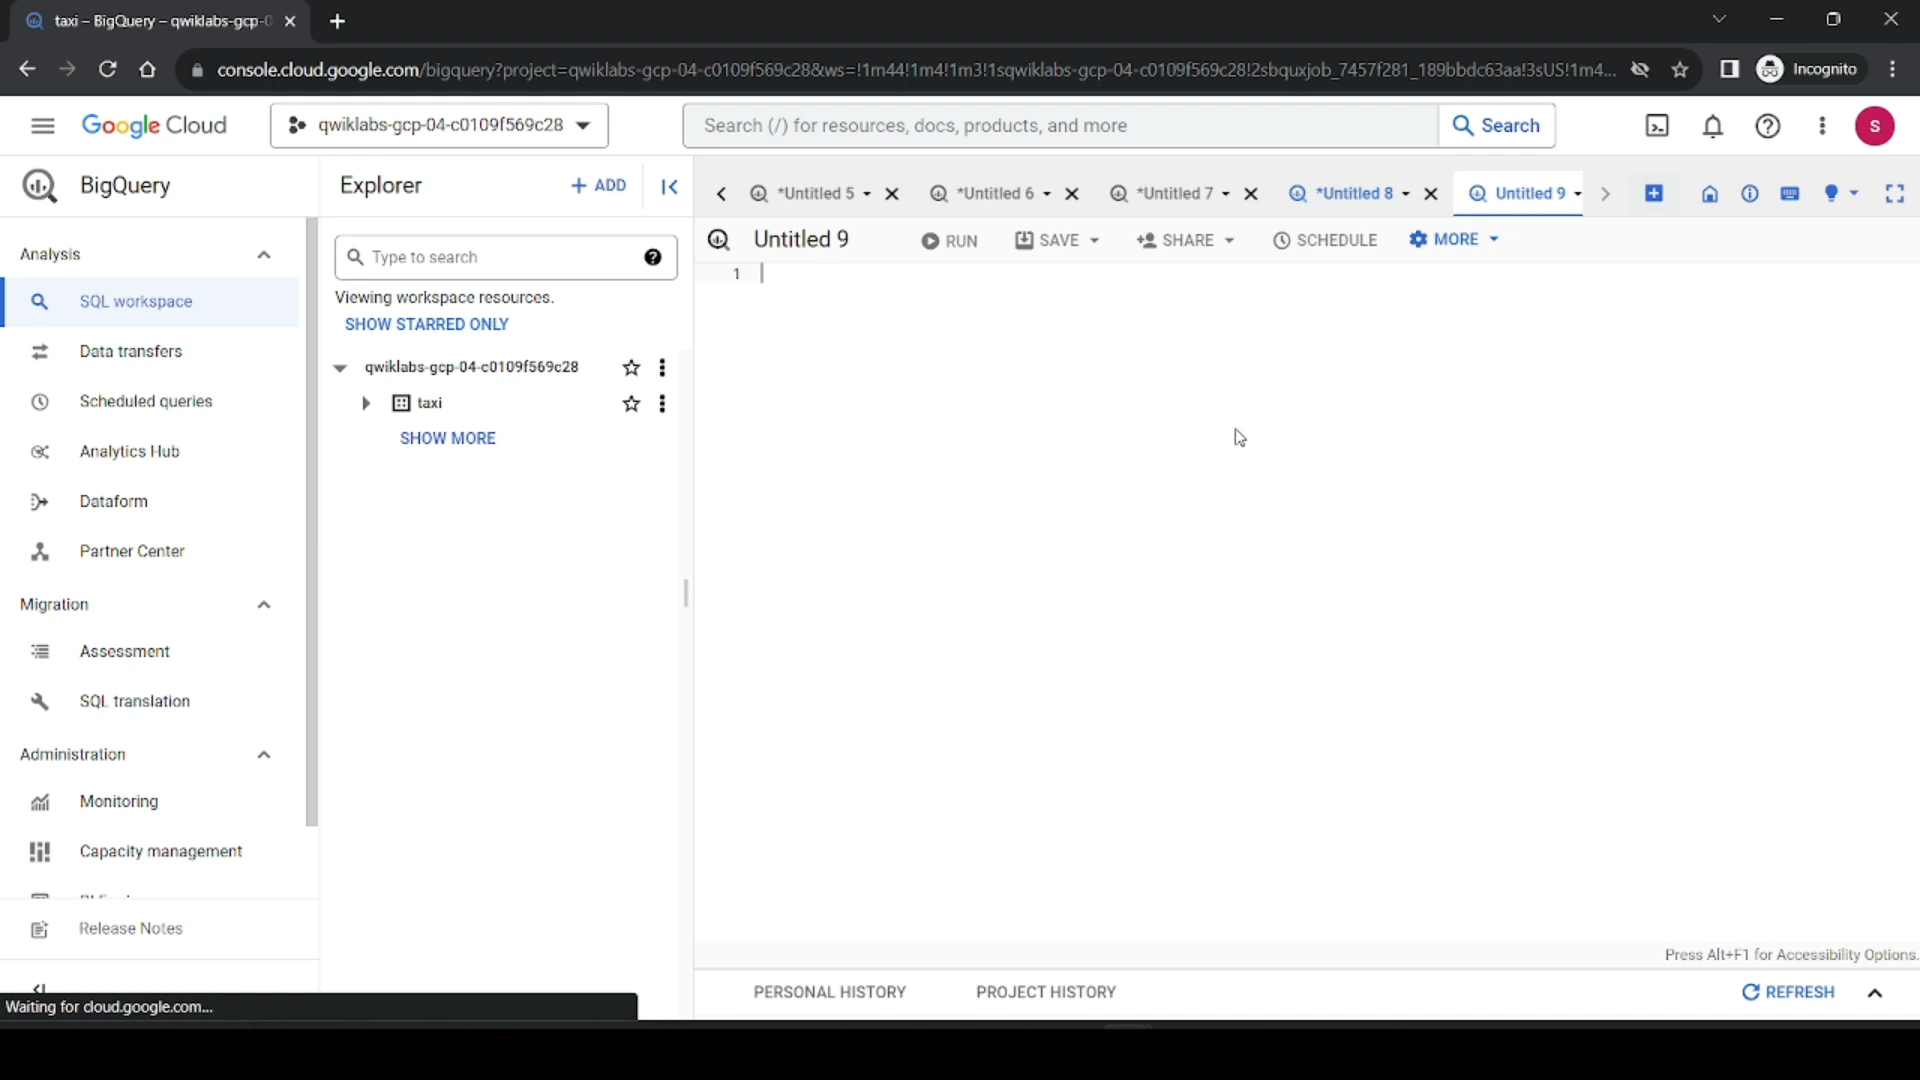 taxi – BigQuery – qwiklabs-gcp-0
console.cloud.google.com/bigquery?project=qwiklabs-gcp-04-c0109f569c28&ws=!1m44!1m4!1m3!1sqwiklabs-gcp-04-c0109f569c28!2sbquxjob_7457f281_189bbdc63aa!3sUS!1m4...
Incognito
Google Cloud
qwiklabs-gcp-04-c0109f569c28
Search (/) for resources, docs, products, and more
Search
S
BigQuery
Explorer
+ ADD
*Untitled 5
*Untitled 6
*Untitled 7
*Untitled 8
Untitled 9
Untitled 9
RUN
SAVE
SHARE
SCHEDULE
MORE
1
Analysis
SQL workspace
Data transfers
Scheduled queries
Analytics Hub
Dataform
Partner Center
Migration
Assessment
SQL translation
Administration
Monitoring
Capacity management
Release Notes
Type to search
Viewing workspace resources.
SHOW STARRED ONLY
qwiklabs-gcp-04-c0109f569c28
taxi
SHOW MORE
Press Alt+F1 for Accessibility Options.
PERSONAL HISTORY
PROJECT HISTORY
REFRESH
Waiting for cloud.google.com...